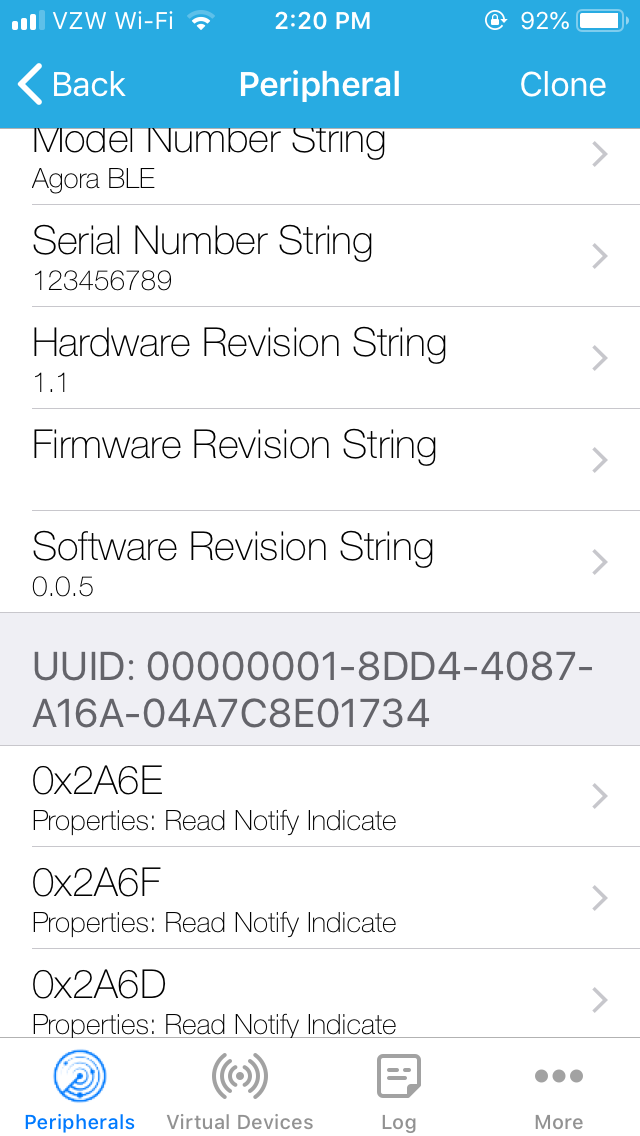 VZW Wi-Fi 2:20 PM 92%
Back Peripheral Clone
Model Number String
Agora BLE
Serial Number String
123456789
Hardware Revision String
1.1
Firmware Revision String
Software Revision String
0.0.5
UUID: 00000001-8DD4-4087-
A16A-04A7C8E01734
0x2A6E
Properties: Read Notify Indicate
0x2A6F
Properties: Read Notify Indicate
0x2A6D
Properties: Read Notify Indicate
Peripherals Virtual Devices Log More